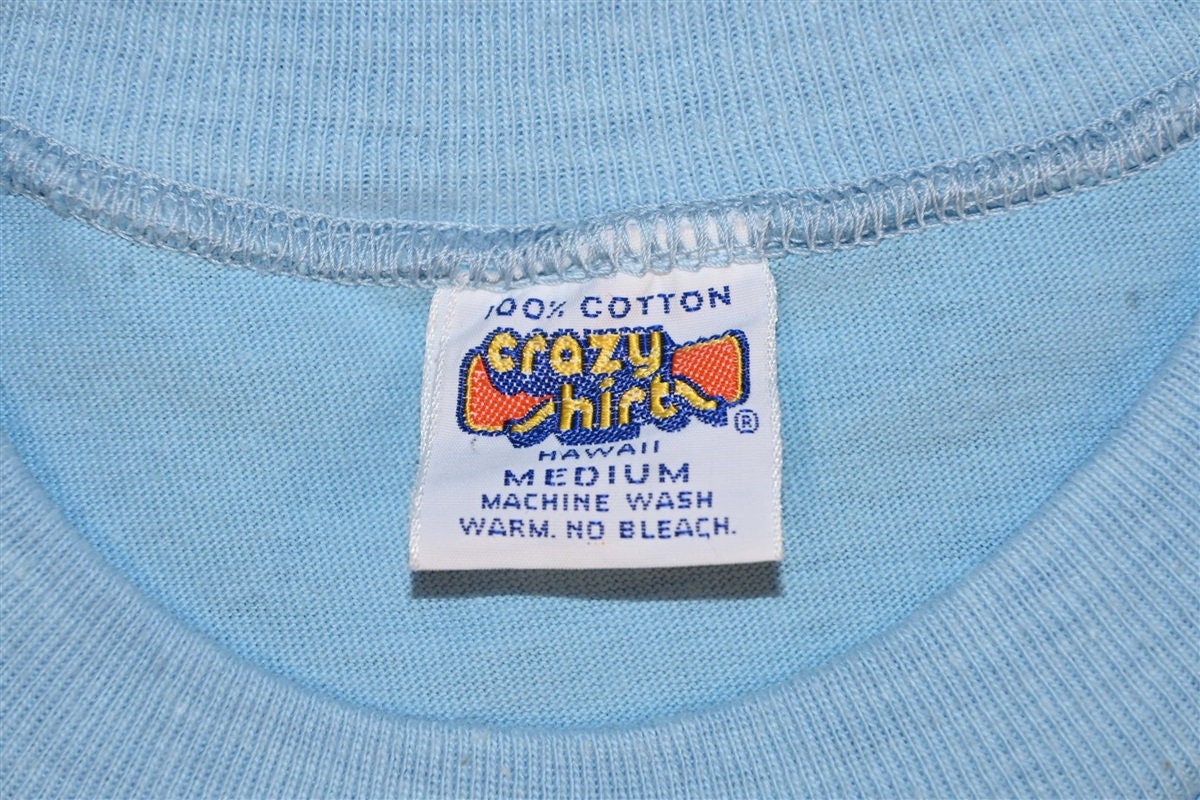 100% COTTON
crazy
shirt
®
HAWAII
MEDIUM
MACHINE WASH
WARM. NO BLEACH.